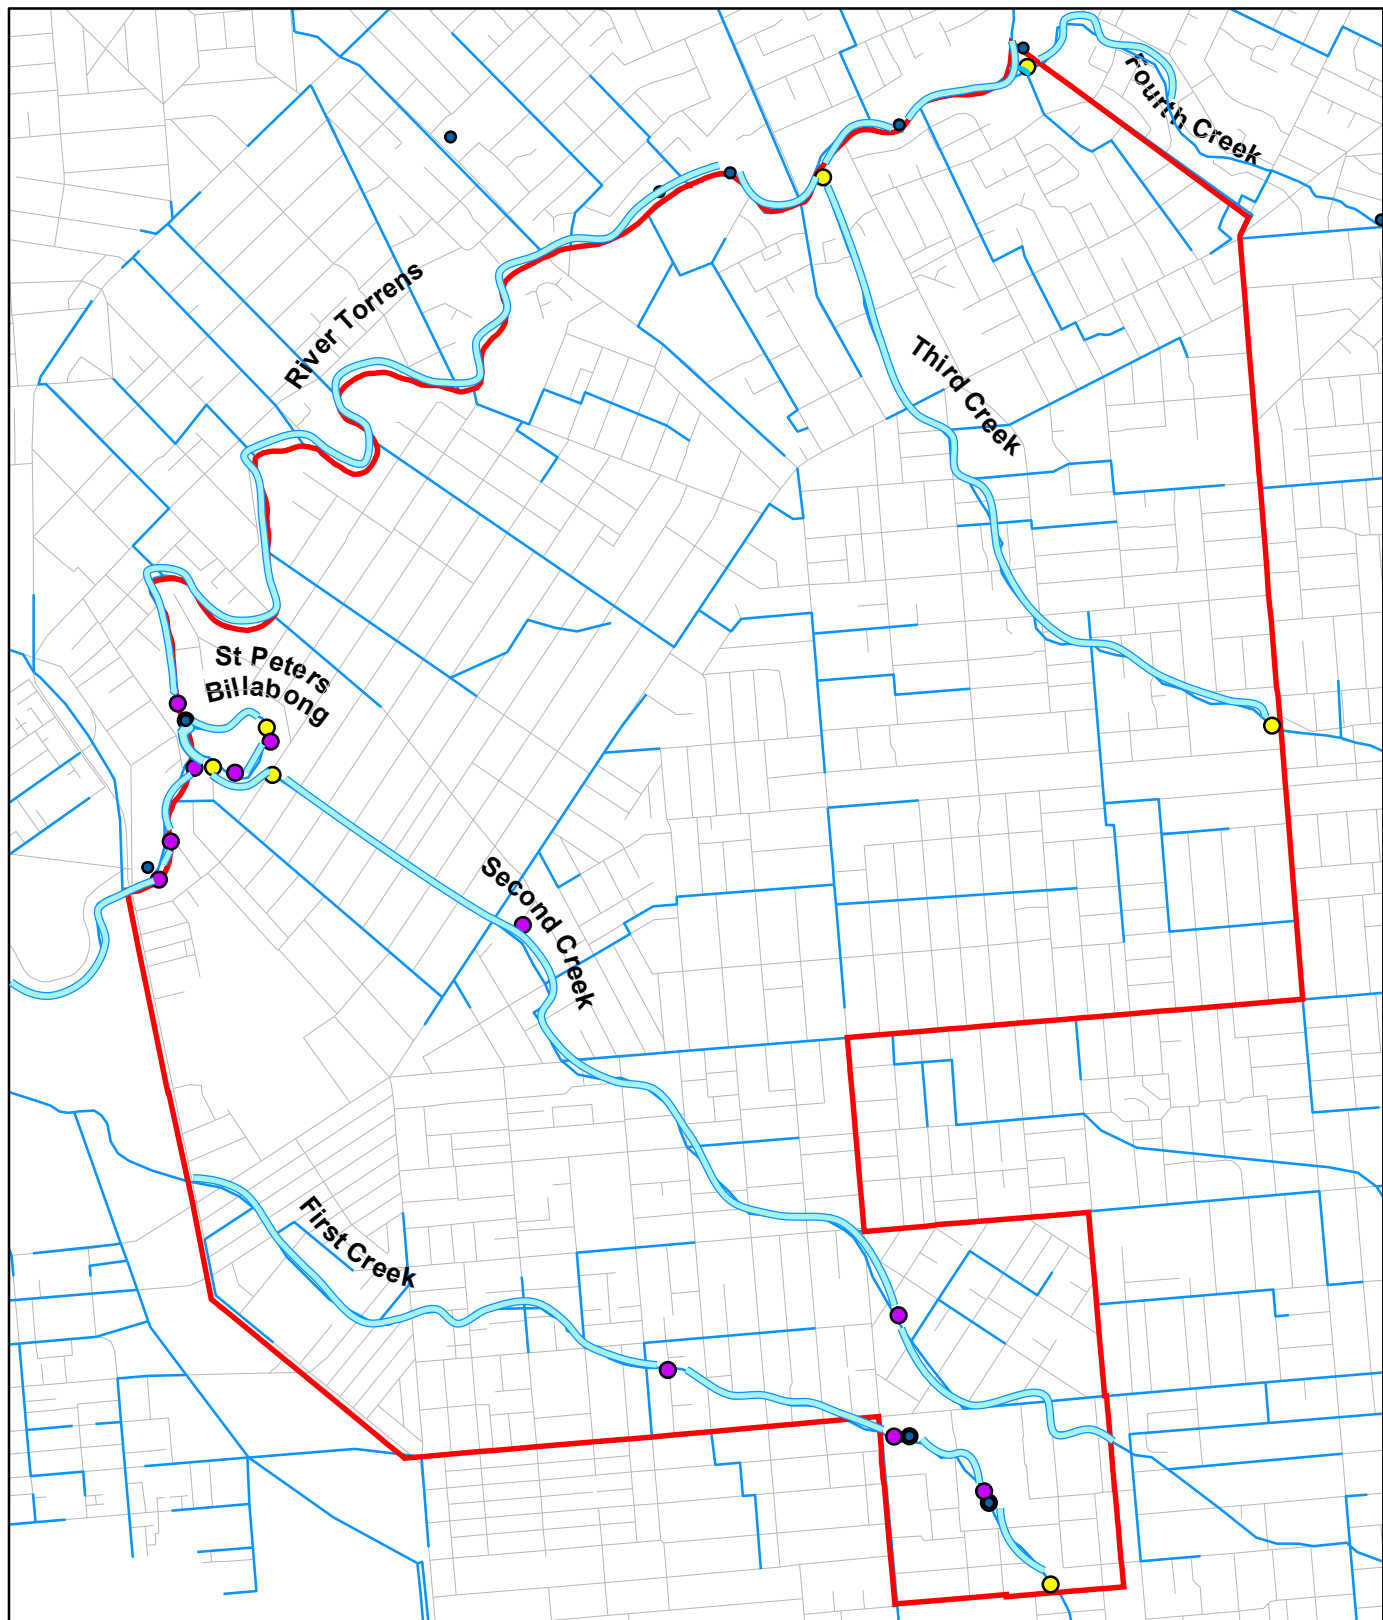 Fourth Creek
River Torrens
Third Creek
St Peters
Billabong
Second Creek
First Creek